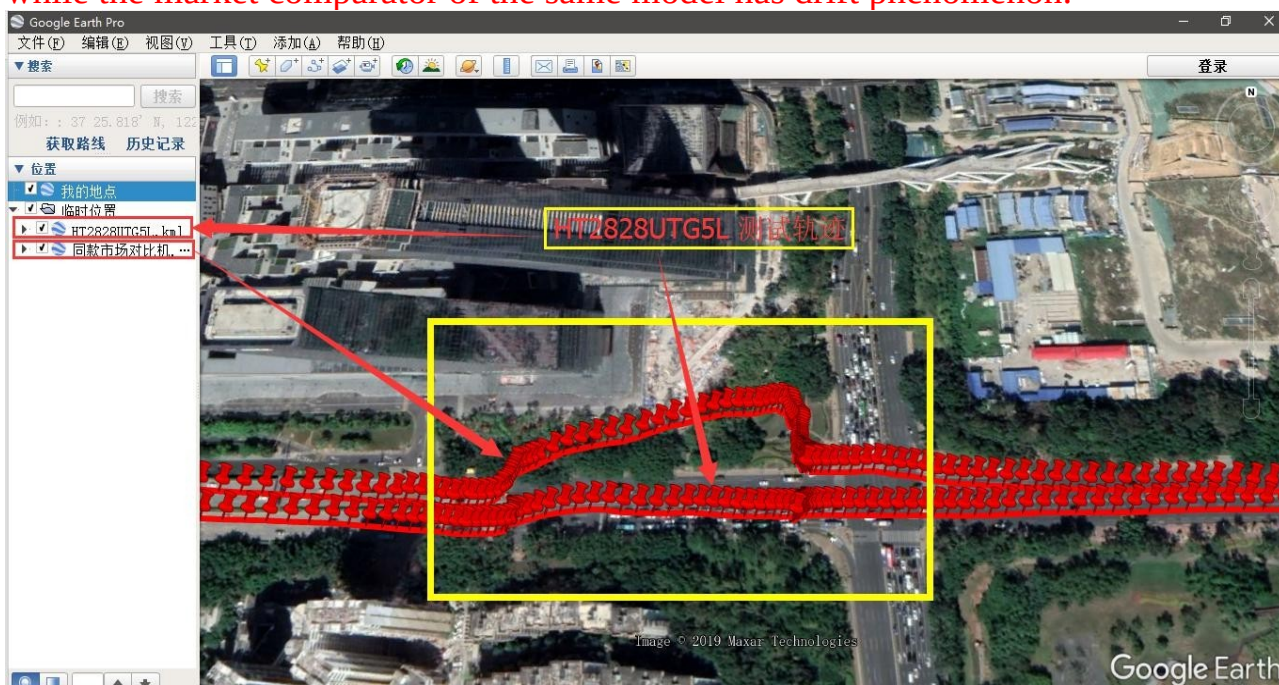 while the market comparator of the same model has drift phenomenon.
Google Earth Pro
文件(F) 编辑(E) 视图(V) 工具(T) 添加(A) 帮助(H)
▼搜索
登录
搜索
例如: : 37 25.818' N, 122
获取路线 历史记录
▼ 位置
我的地点
临时位置
HT2828UTG5L.kml
同款市场对比机, ...
HT2828UTG5L 测试轨迹
N
Image © 2019 Maxar Technologies
Google Earth